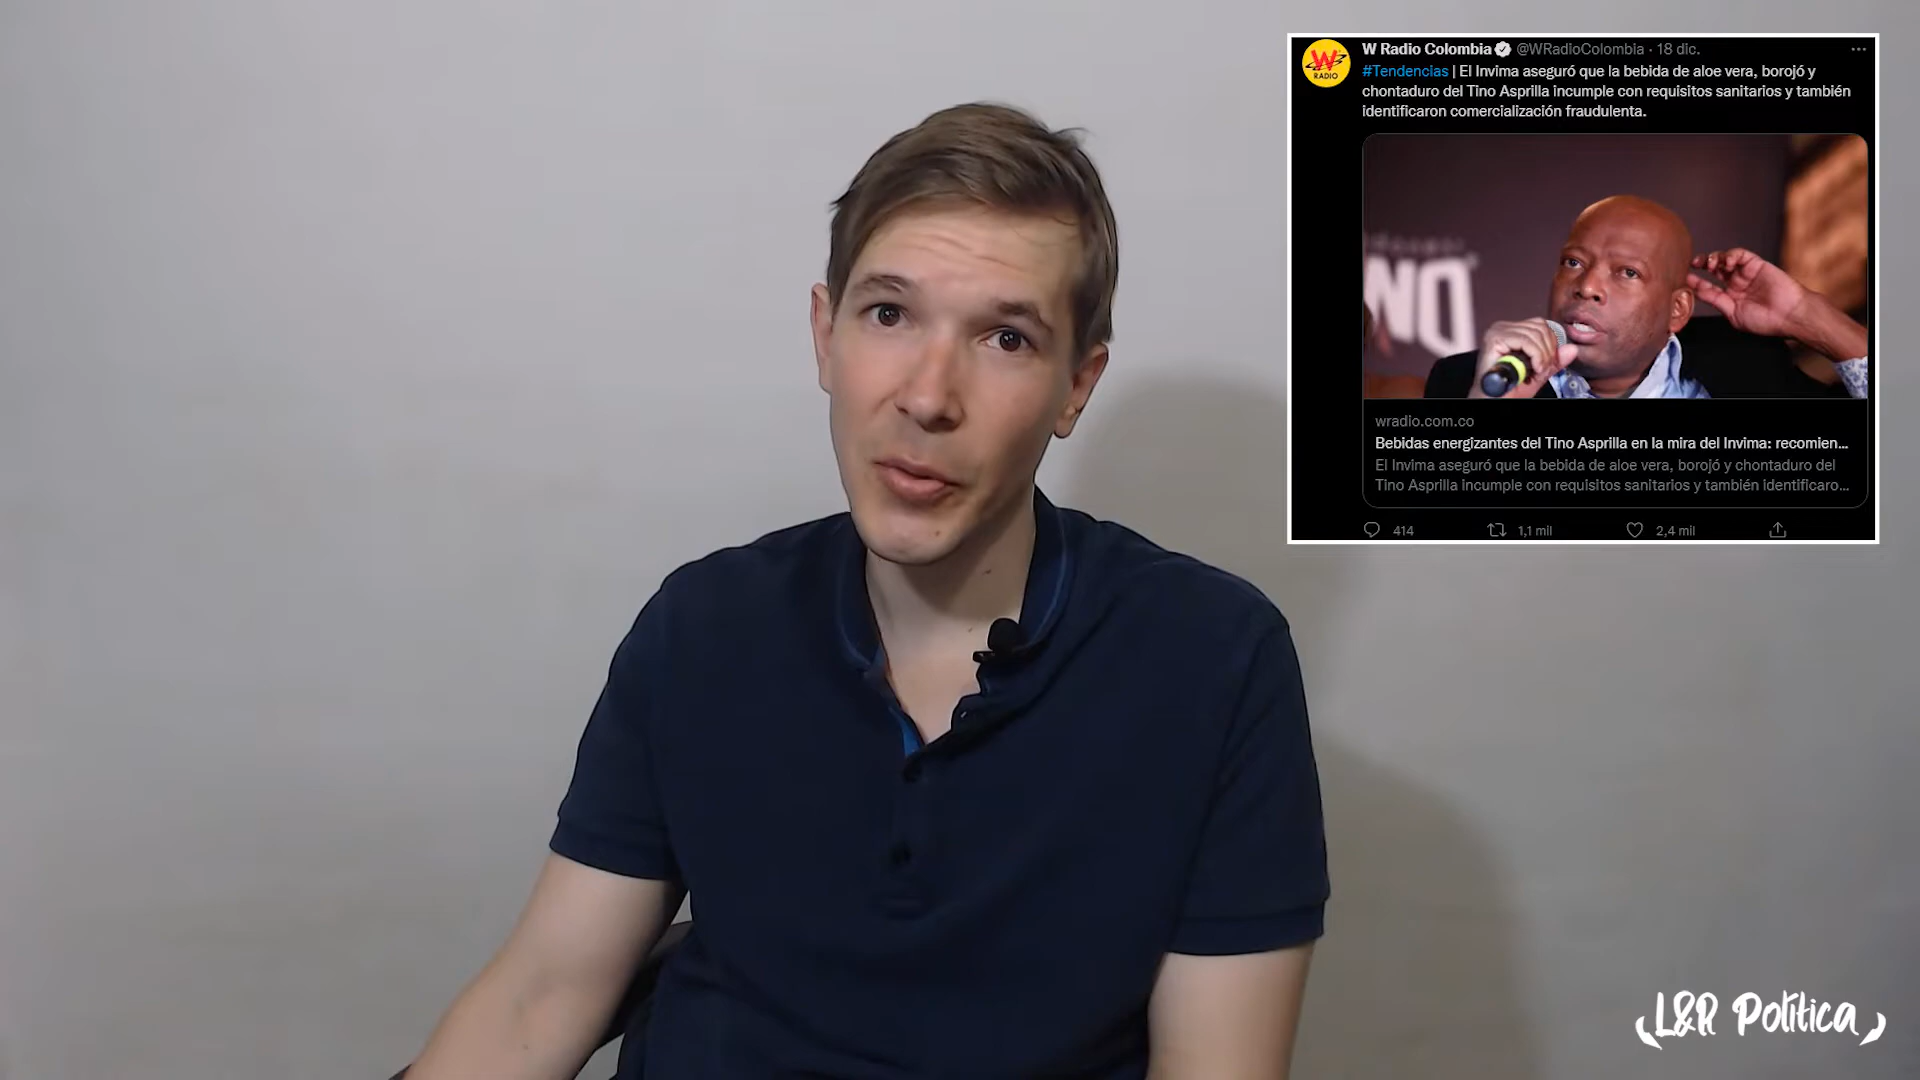 W Radio Colombia @WRadioColombia · 18 dic.
#Tendencias | El Invima aseguró que la bebida de aloe vera, borojó y
chontaduro del Tino Asprilla incumple con requisitos sanitarios y también
identificaron comercialización fraudulenta.
W
RADIO
wradio.com.co
Bebidas energizantes del Tino Asprilla en la mira del Invima: recomien...
El Invima aseguró que la bebida de aloe vera, borojó y chontaduro del
Tino Asprilla incumple con requisitos sanitarios y también identificaro...
414 1,1 mil 2,4 mil
L&R Política